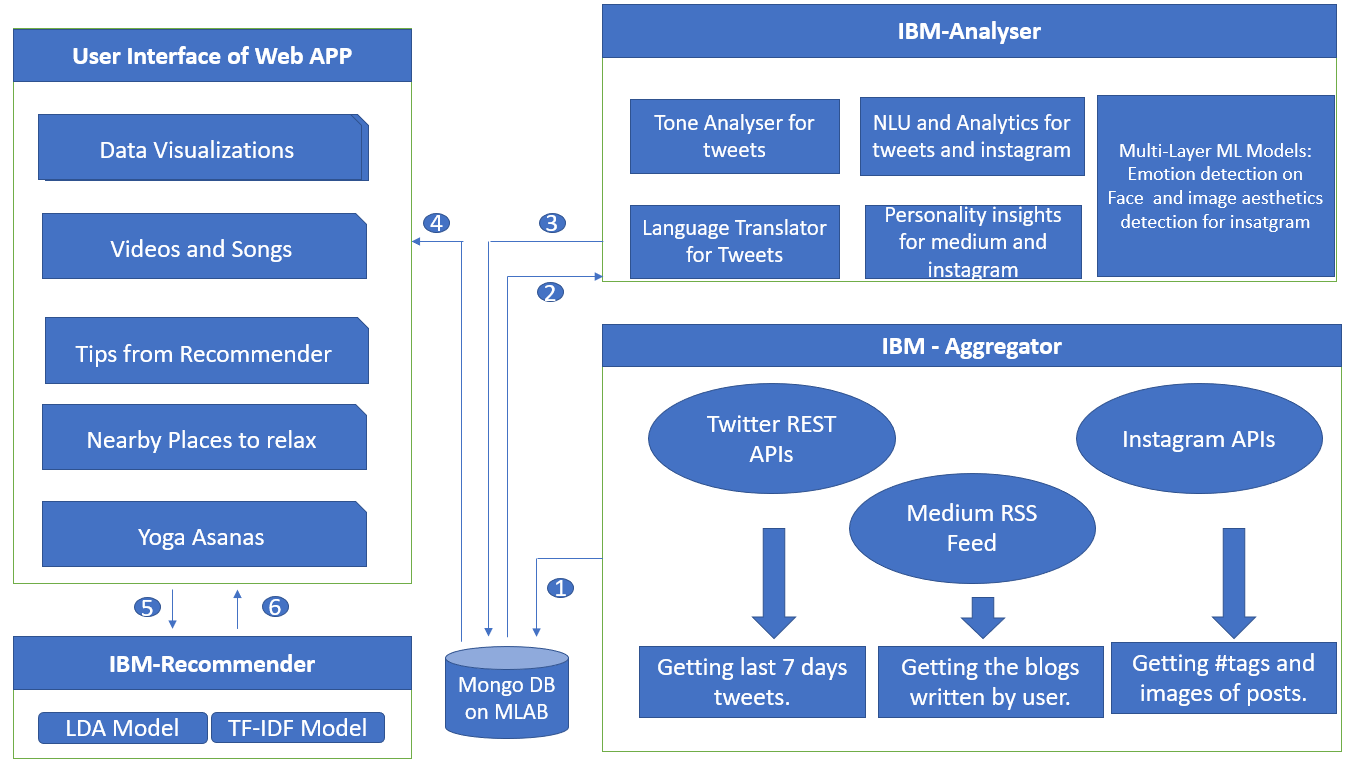 User Interface of Web APP
Data Visualizations
Videos and Songs
Tips from Recommender
Nearby Places to relax
Yoga Asanas
5
6
IBM-Recommender
LDA Model
TF-IDF Model
4
3
2
1
Mongo DB
on MLAB
IBM-Analyser
Tone Analyser for
tweets
NLU and Analytics for
tweets and instagram
Multi-Layer ML Models:
Emotion detection on
Face and image aesthetics
detection for insatgram
Language Translator
for Tweets
Personality insights
for medium and
instagram
IBM - Aggregator
Twitter REST
APIs
Medium RSS
Feed
Instagram APIs
Getting last 7 days
tweets.
Getting the blogs
written by user.
Getting #tags and
images of posts.